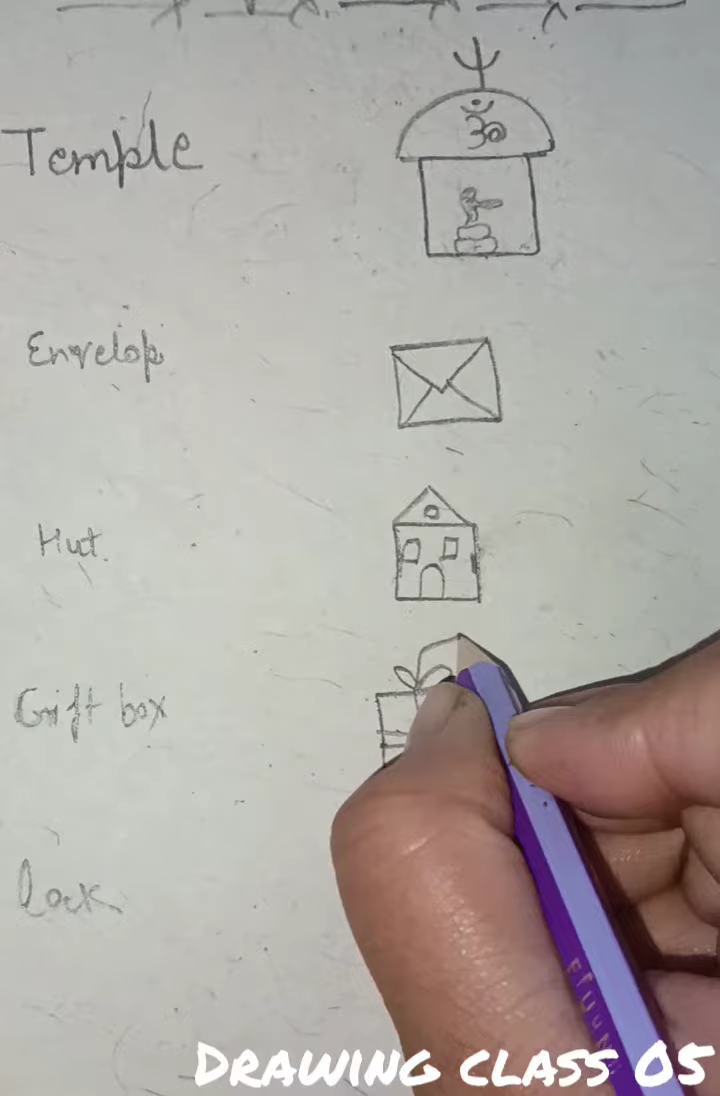 Temple
ॐ
Envelop
Hut.
Gift box
lock
DRAWING CLASS 05